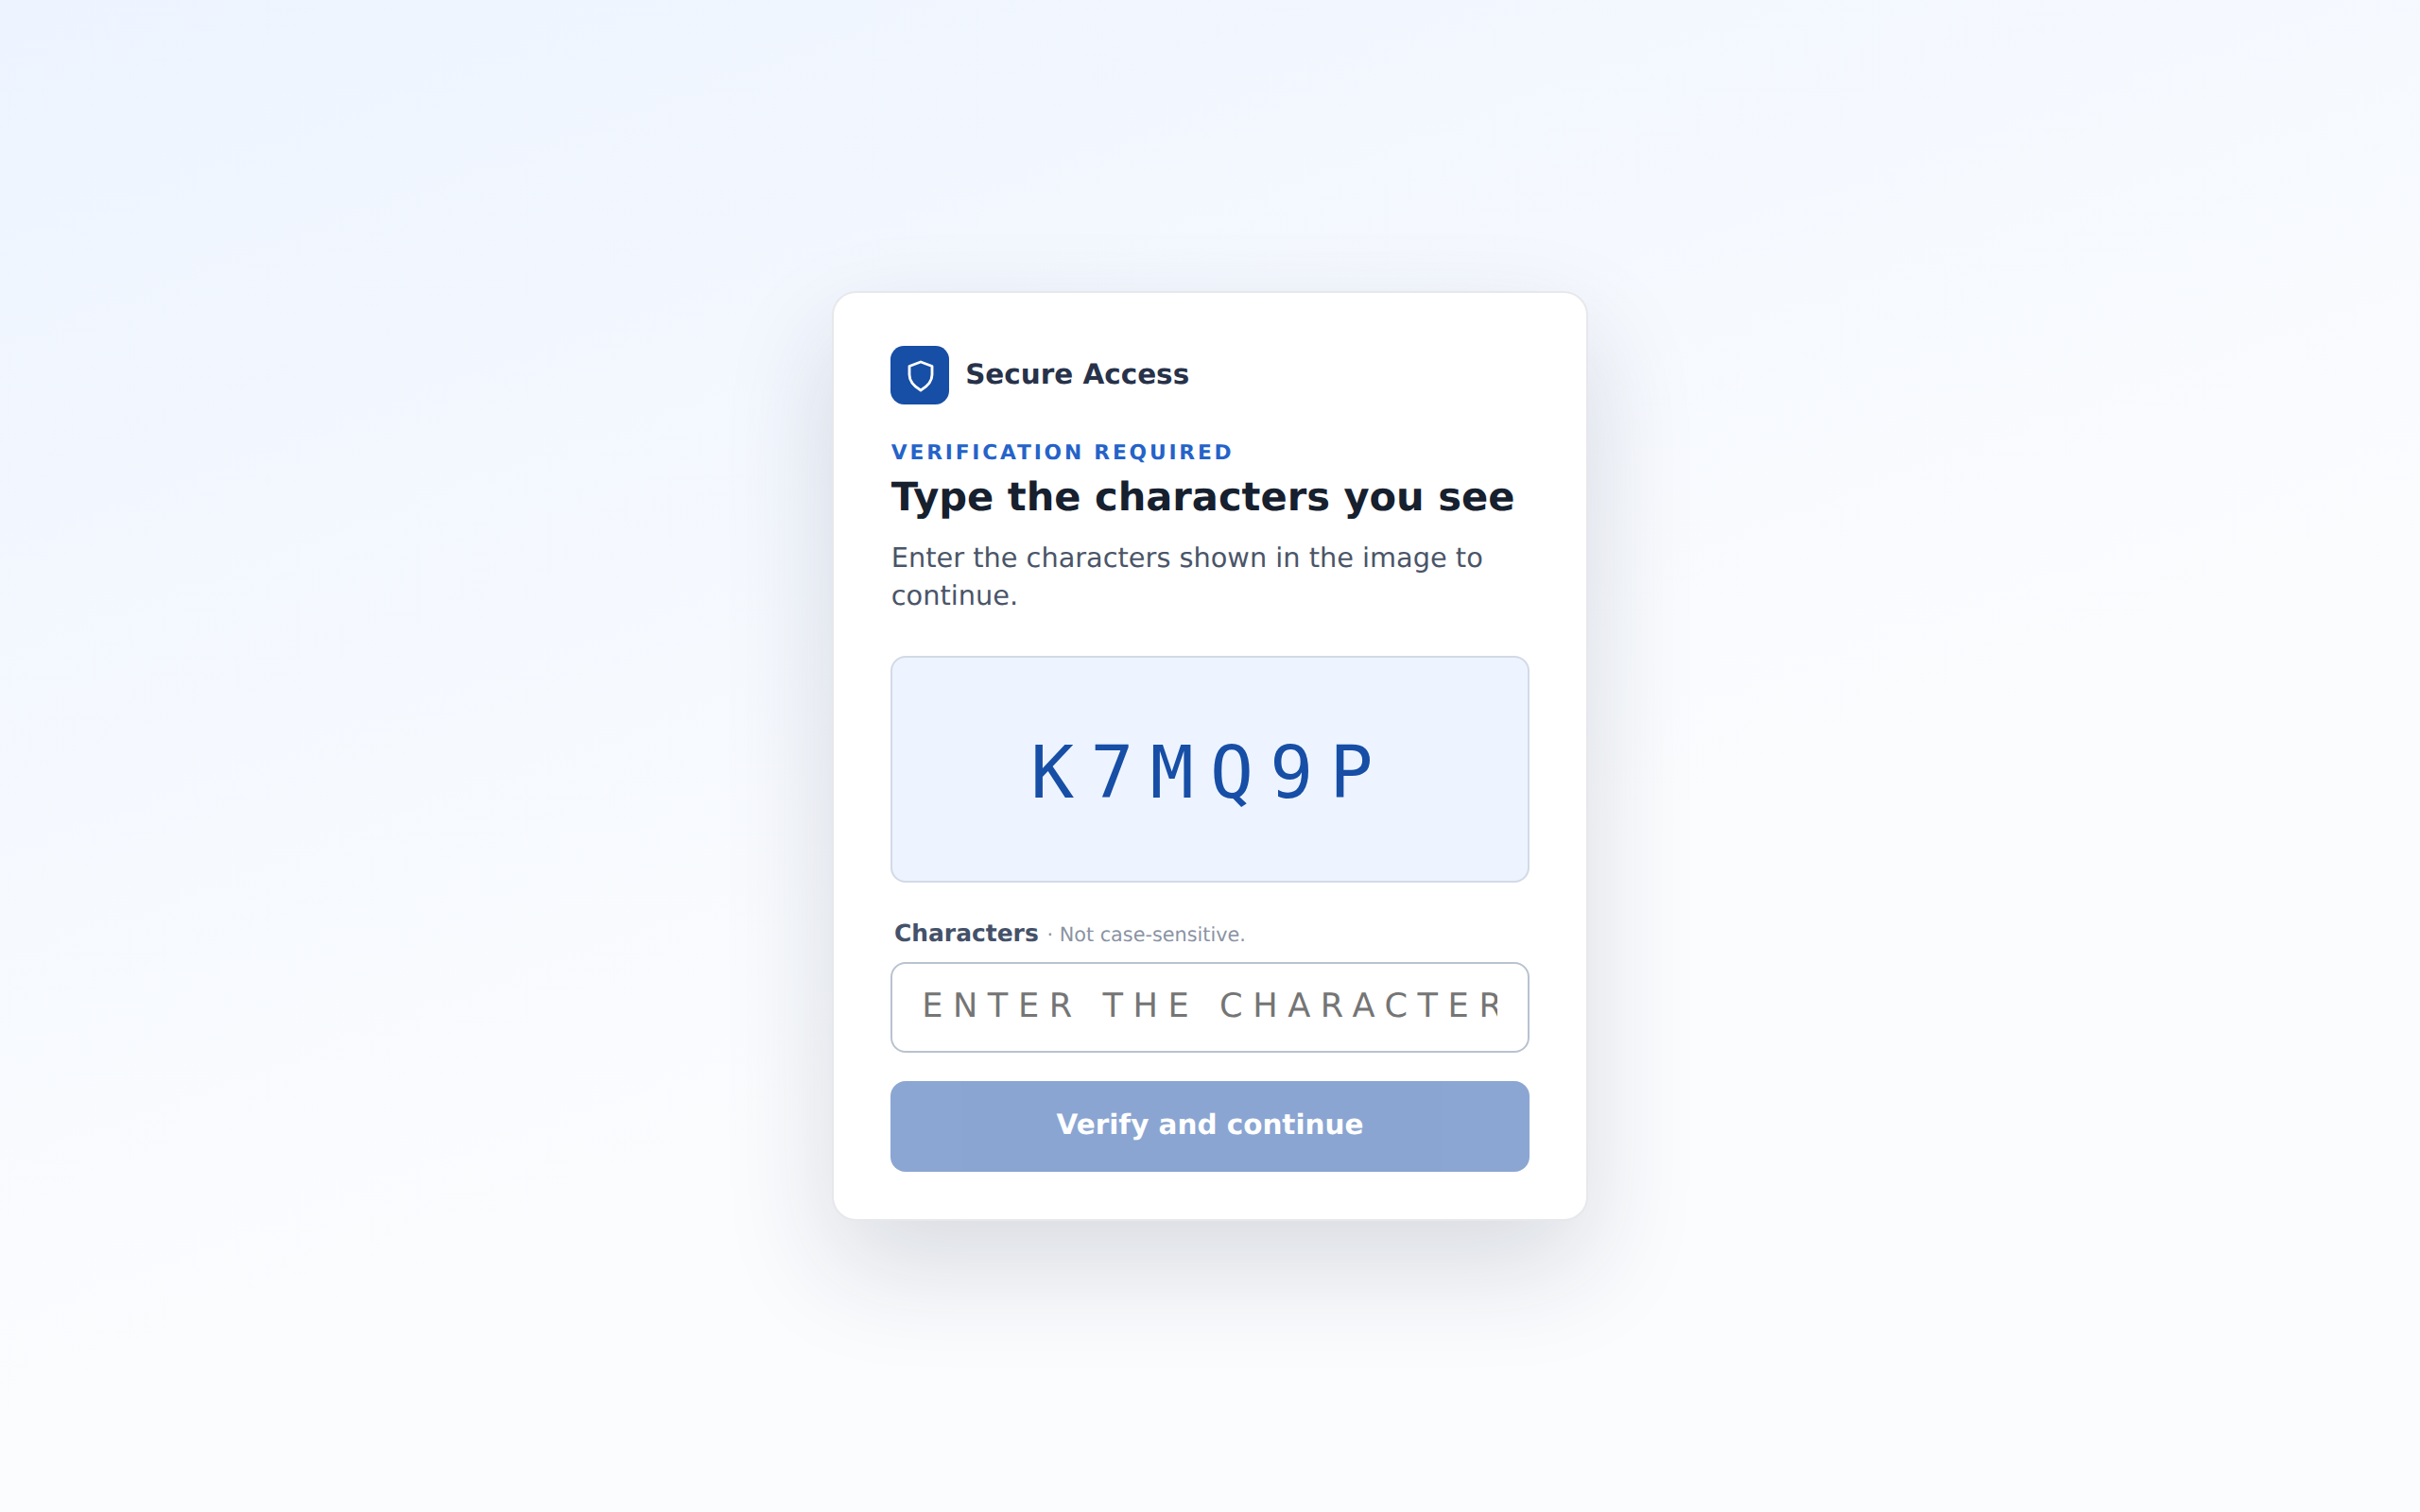 Secure Access
VERIFICATION REQUIRED
Type the characters you see
Enter the characters shown in the image to
continue.
K7MQ9P
Characters · Not case-sensitive.
ENTER THE CHARACTER
Verify and continue